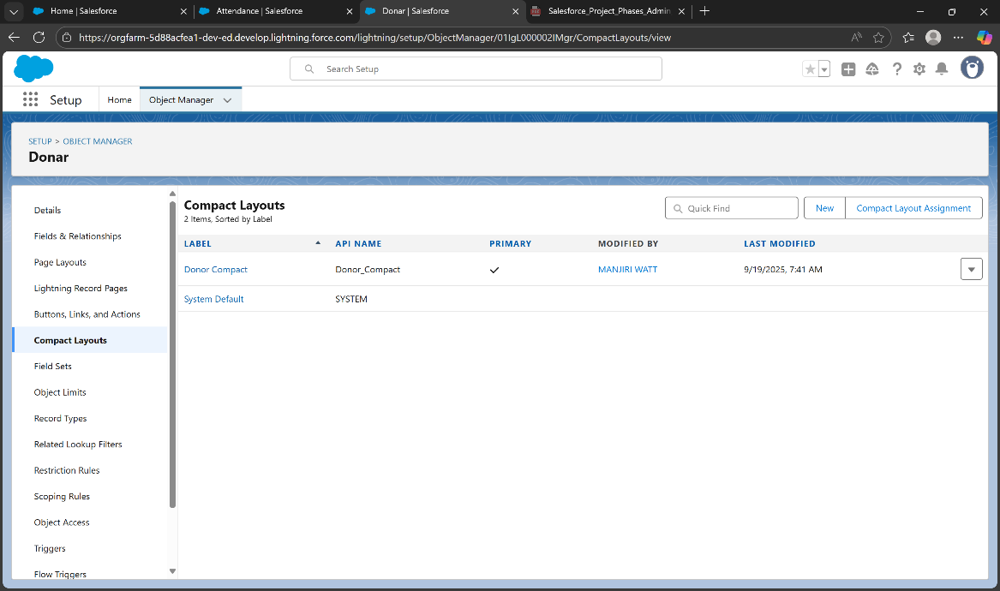 Home | Salesforce
Attendance | Salesforce
Donar | Salesforce
Salesforce_Project_Phases_Admin
https://orgfarm-5d88acfea1-dev-ed.develop.lightning.force.com/lightning/setup/ObjectManager/01IgL000002IMgr/CompactLayouts/view
Search Setup
Setup
Home
Object Manager
SETUP > OBJECT MANAGER
Donar
Details
Fields & Relationships
Page Layouts
Lightning Record Pages
Buttons, Links, and Actions
Compact Layouts
Field Sets
Object Limits
Record Types
Related Lookup Filters
Restriction Rules
Scoping Rules
Object Access
Triggers
Flow Triggers
Compact Layouts
2 Items, Sorted by Label
Quick Find
New
Compact Layout Assignment
LABEL API NAME PRIMARY MODIFIED BY LAST MODIFIED
Donor Compact Donor_Compact MANJIRI WATT 9/19/2025, 7:41 AM
System Default SYSTEM